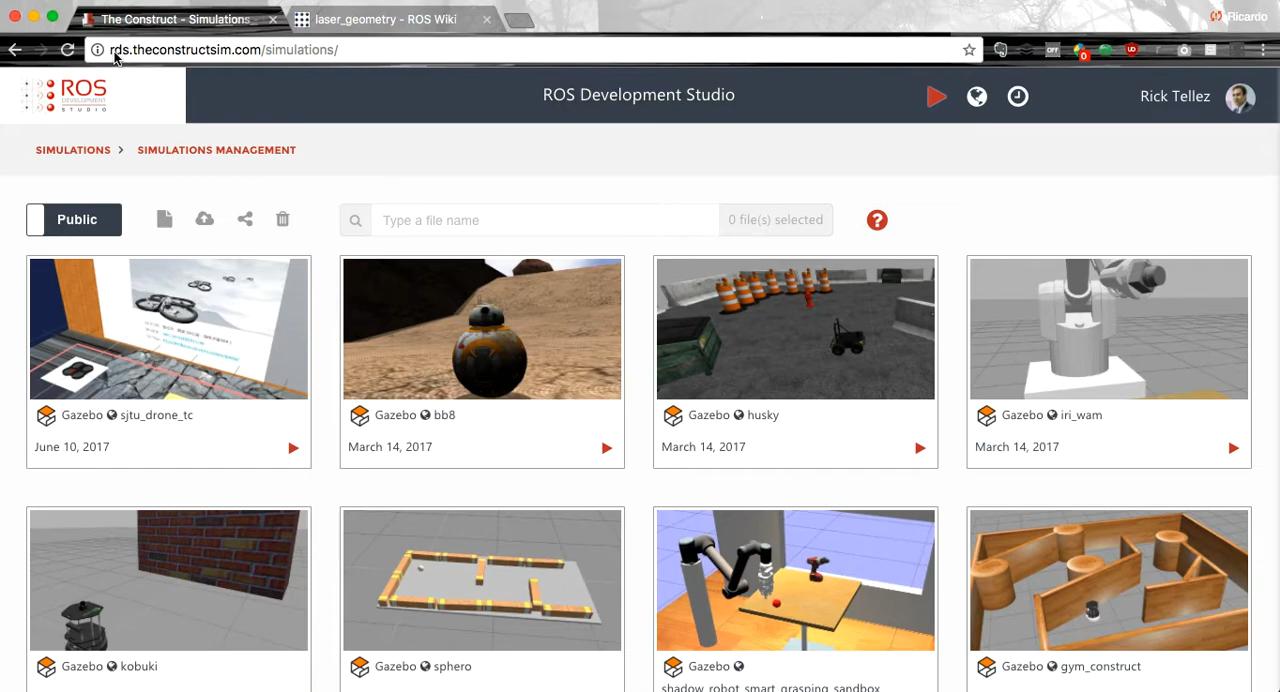 The Construct - Simulations
laser_geometry - ROS Wiki
Ricardo
rds.theconstructsim.com/simulations/
OFF
0
UD
ROS
DEVELOPMENT
STUDIO
ROS Development Studio
Rick Tellez
SIMULATIONS > SIMULATIONS MANAGEMENT
Public
Type a file name
0 file(s) selected
?
Gazebo sjtu_drone_tc
June 10, 2017
Gazebo bb8
March 14, 2017
Gazebo husky
March 14, 2017
Gazebo iri_wam
March 14, 2017
Gazebo kobuki
Gazebo sphero
Gazebo
shadow_robot_smart_grasping_sandbox
Gazebo gym_construct